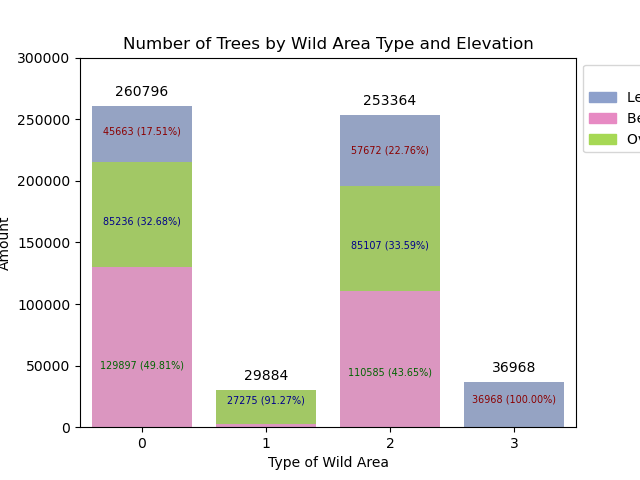 Number of Trees by Wild Area Type and Elevation
300000
250000
200000
150000
100000
50000
0
Amount
260796
45663 (17.51%)
85236 (32.68%)
129897 (49.81%)
29884
27275 (91.27%)
253364
57672 (22.76%)
85107 (33.59%)
110585 (43.65%)
36968
36968 (100.00%)
0 1 2 3
Type of Wild Area
Le
Be
Ov